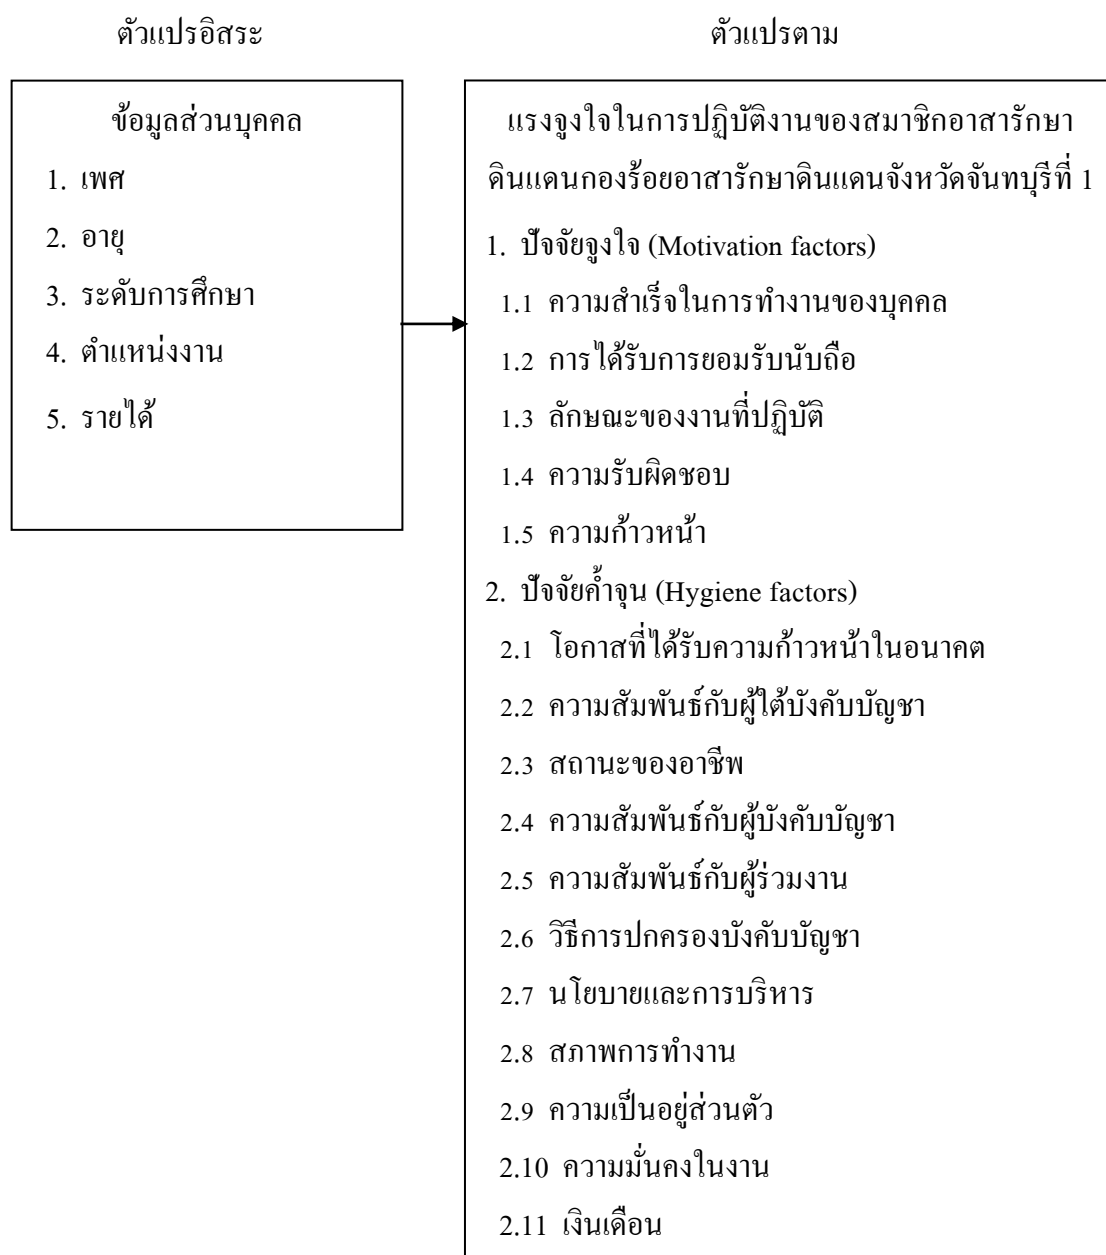 ตัวแปรอิสระ
ตัวแปรตาม
ข้อมูลส่วนบุคคล
1. เพศ
2. อายุ
3. ระดับการศึกษา
4. ตำแหน่งงาน
5. รายได้
แรงจูงใจในการปฏิบัติงานของสมาชิกอาสารักษา
ดินแดนกองร้อยอาสารักษาดินแดนจังหวัดจันทบุรีที่ 1
1. ปัจจัยจูงใจ (Motivation factors)
1.1 ความสำเร็จในการทำงานของบุคคล
1.2 การได้รับการยอมรับนับถือ
1.3 ลักษณะของงานที่ปฏิบัติ
1.4 ความรับผิดชอบ
1.5 ความก้าวหน้า
2. ปัจจัยค้ำจุน (Hygiene factors)
2.1 โอกาสที่ได้รับความก้าวหน้าในอนาคต
2.2 ความสัมพันธ์กับผู้ใต้บังคับบัญชา
2.3 สถานะของอาชีพ
2.4 ความสัมพันธ์กับผู้บังคับบัญชา
2.5 ความสัมพันธ์กับผู้ร่วมงาน
2.6 วิธีการปกครองบังคับบัญชา
2.7 นโยบายและการบริหาร
2.8 สภาพการทำงาน
2.9 ความเป็นอยู่ส่วนตัว
2.10 ความมั่นคงในงาน
2.11 เงินเดือน